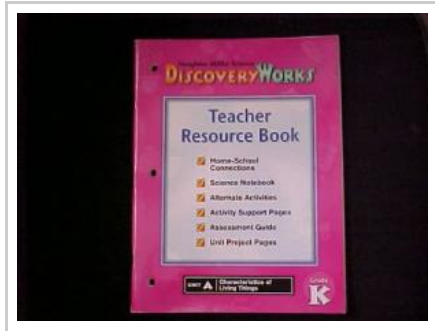 Houghton Mifflin Science
DISCOVERYWORKS
Teacher
Resource Book
Home-School
Connections
Science Notebook
Alternate Activities
Activity Support Pages
Assessment Guide
Unit Project Pages
UNIT A
Characteristics of
Living Things
Grade
K